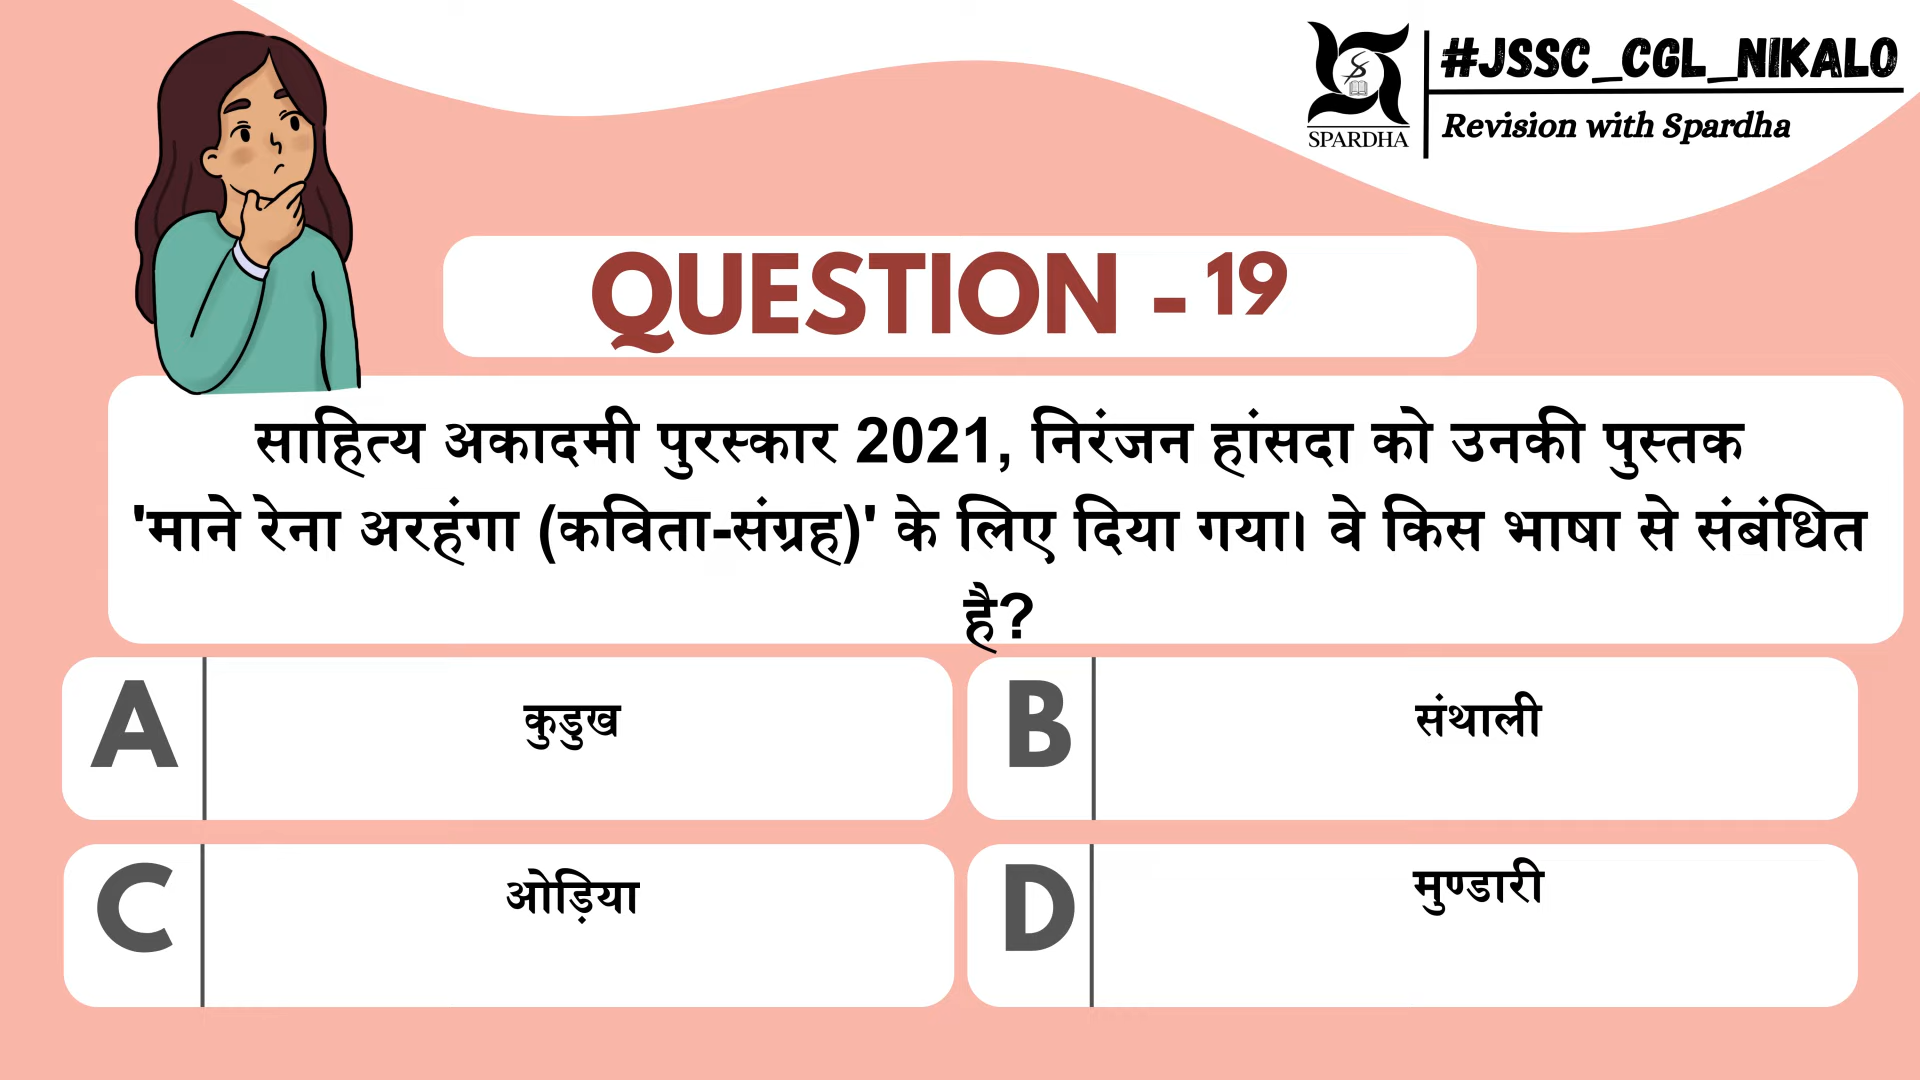 #JSSC_CGL_NIKALO
Revision with Spardha
SPARDHA
QUESTION - 19
साहित्य अकादमी पुरस्कार 2021, निरंजन हांसदा को उनकी पुस्तक
'माने रेना अरहंगा (कविता-संग्रह)' के लिए दिया गया। वे किस भाषा से संबंधित
है?
A कुडुख
B संथाली
C ओड़िया
D मुण्डारी